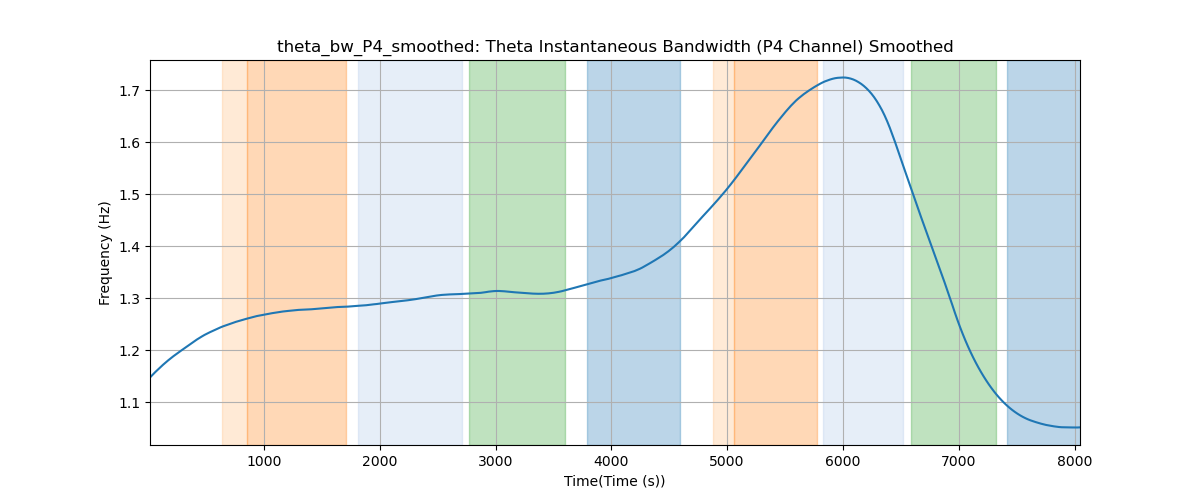 theta_bw_P4_smoothed: Theta Instantaneous Bandwidth (P4 Channel) Smoothed
Frequency (Hz)
1.7
1.6
1.5
1.4
1.3
1.2
1.1
1000 2000 3000 4000 5000 6000 7000 8000
Time(Time (s))